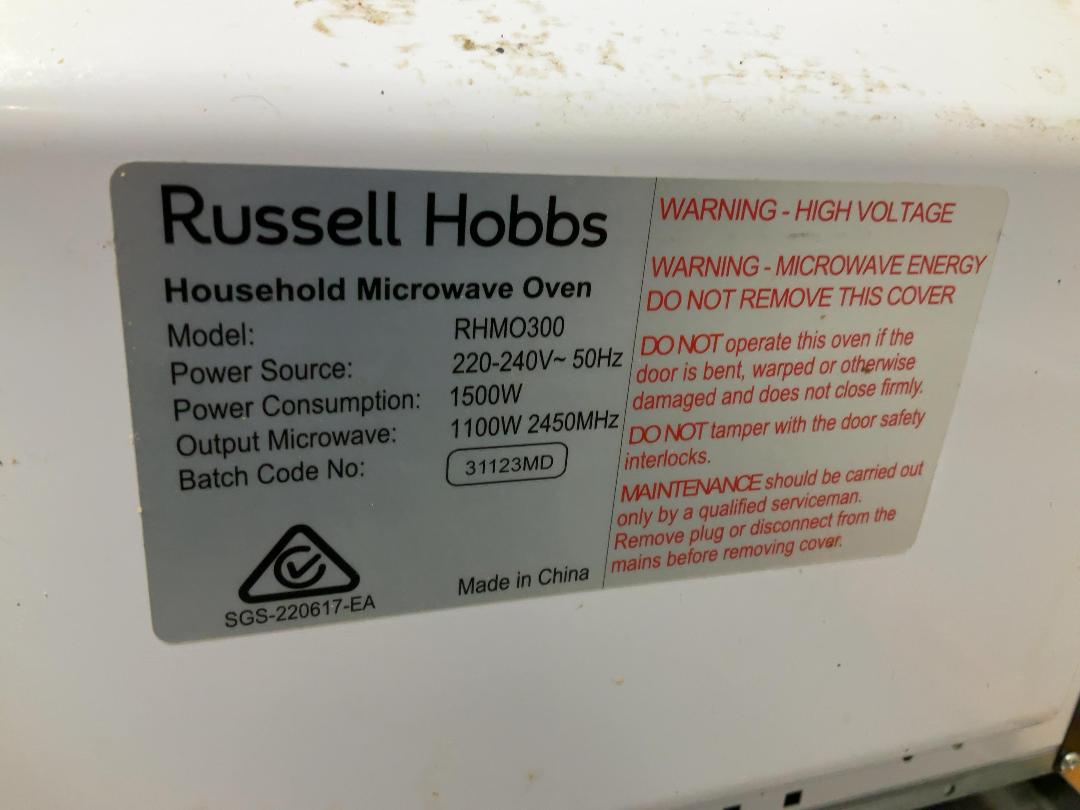 Russell Hobbs
Household Microwave Oven
Model: RHMO300
Power Source: 220-240V~ 50Hz
Power Consumption: 1500W
Output Microwave: 1100W 2450MHz
Batch Code No: 31123MD
SGS-220617-EA
Made in China
WARNING - HIGH VOLTAGE
WARNING - MICROWAVE ENERGY
DO NOT REMOVE THIS COVER
DO NOT operate this oven if the
door is bent, warped or otherwise
damaged and does not close firmly.
DO NOT tamper with the door safety
interlocks.
MAINTENANCE should be carried out
only by a qualified serviceman.
Remove plug or disconnect from the
mains before removing cover.